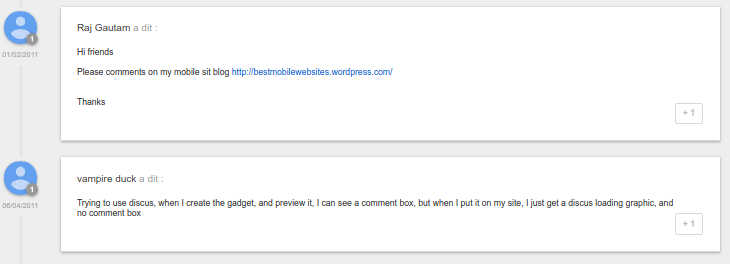 Raj Gautam a dit :
1
01/02/2011
Hi friends
Please comments on my mobile sit blog http://bestmobilewebsites.wordpress.com/
Thanks
+ 1
vampire duck a dit :
1
06/04/2011
Trying to use discus, when I create the gadget, and preview it, I can see a comment box, but when I put it on my site, I just get a discus loading graphic, and
no comment box
+ 1